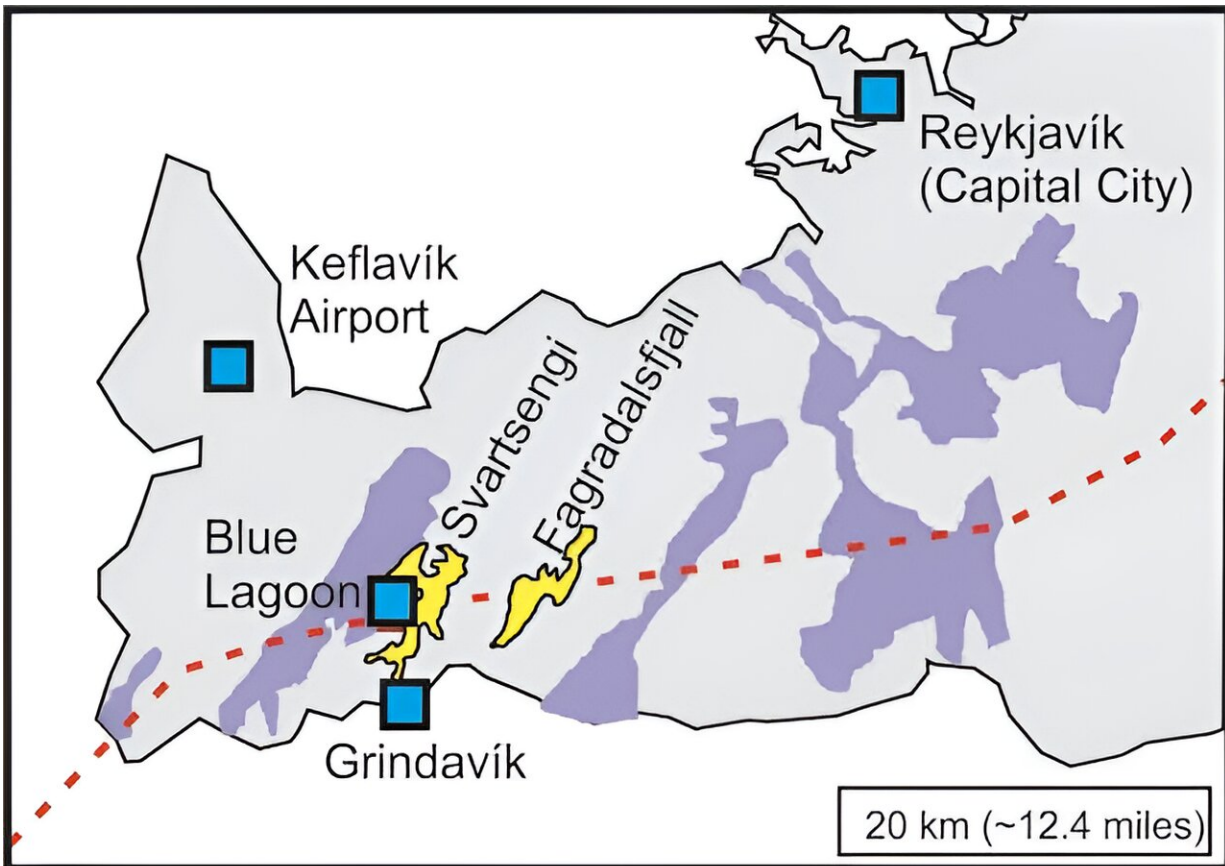 Reykjavík
(Capital City)
Keflavík
Airport
Svartsengi
Fagradalsfjall
Blue
Lagoon
Grindavík
20 km (~12.4 miles)